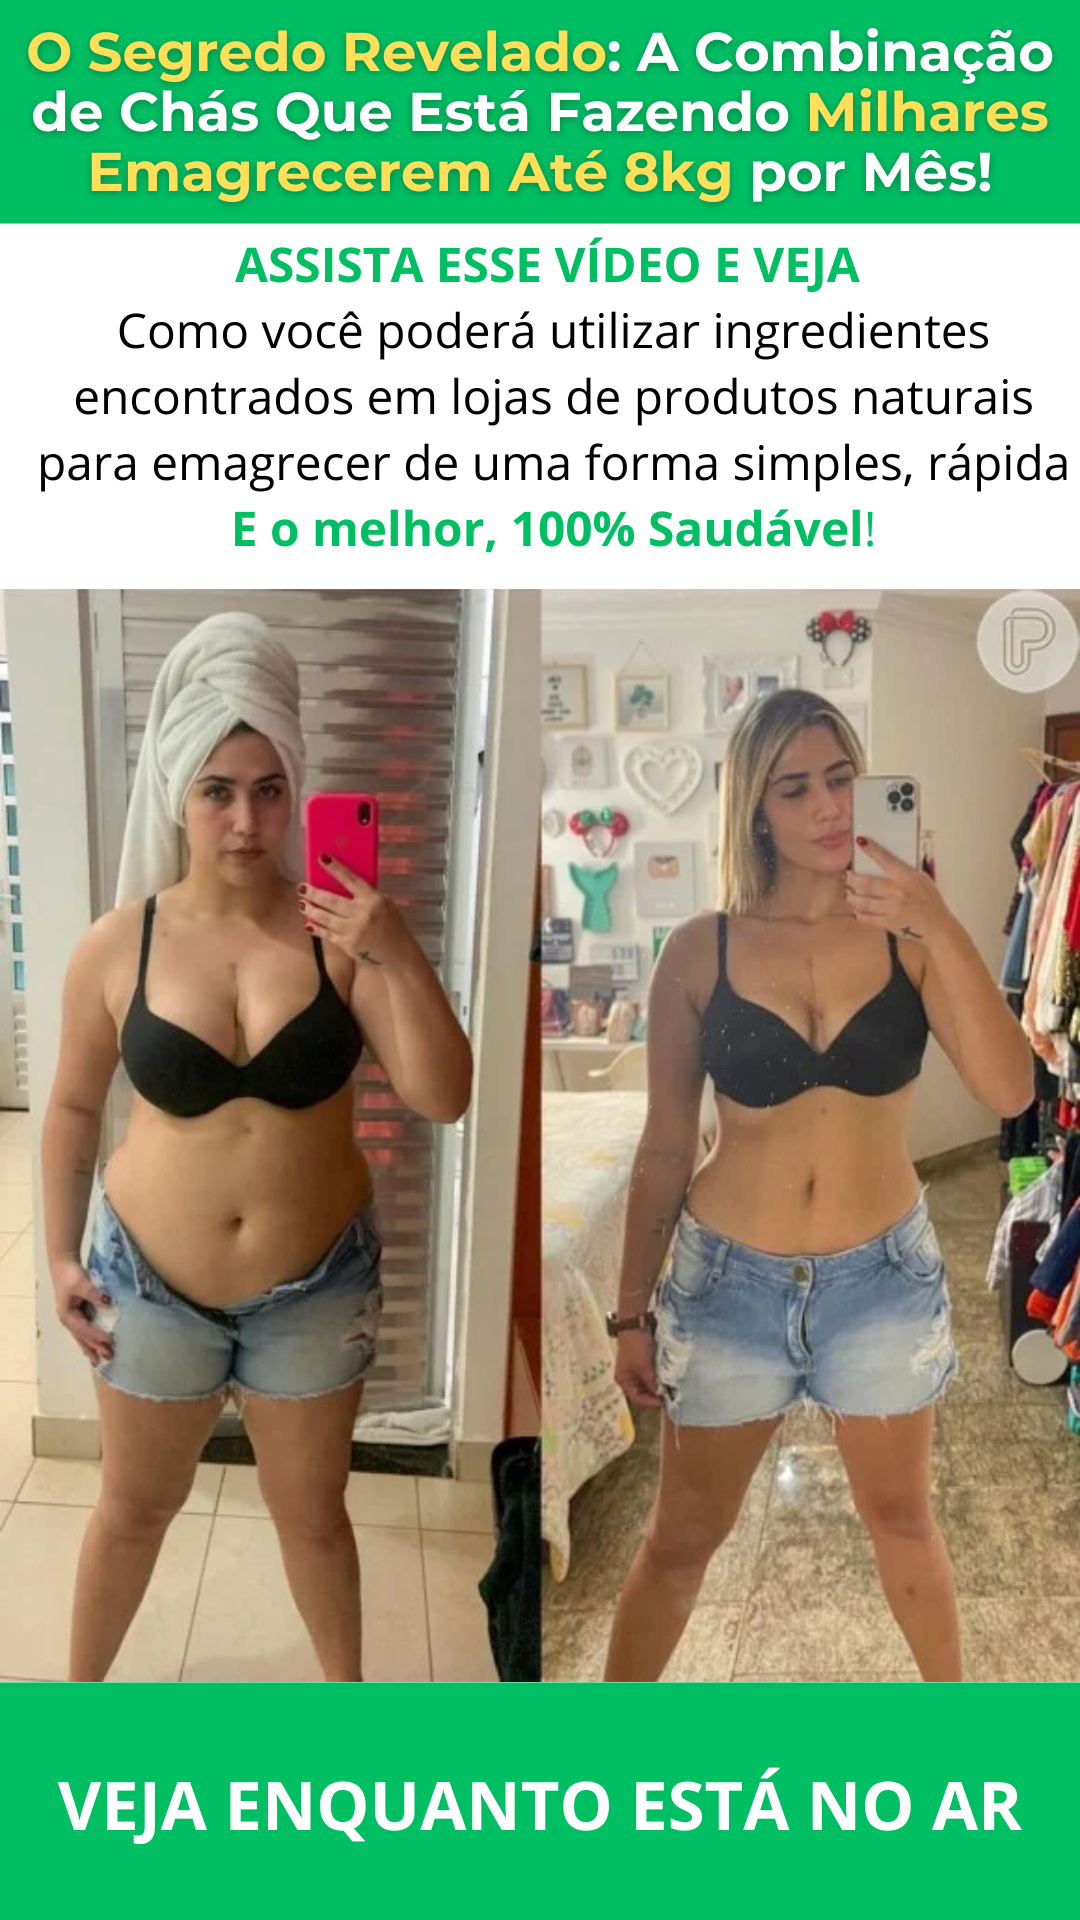 O Segredo Revelado: A Combinação
de Chás Que Está Fazendo Milhares
Emagrecerem Até 8kg por Mês!
ASSISTA ESSE VÍDEO E VEJA
Como você poderá utilizar ingredientes
encontrados em lojas de produtos naturais
para emagrecer de uma forma simples, rápida
E o melhor, 100% Saudável!
VEJA ENQUANTO ESTÁ NO AR